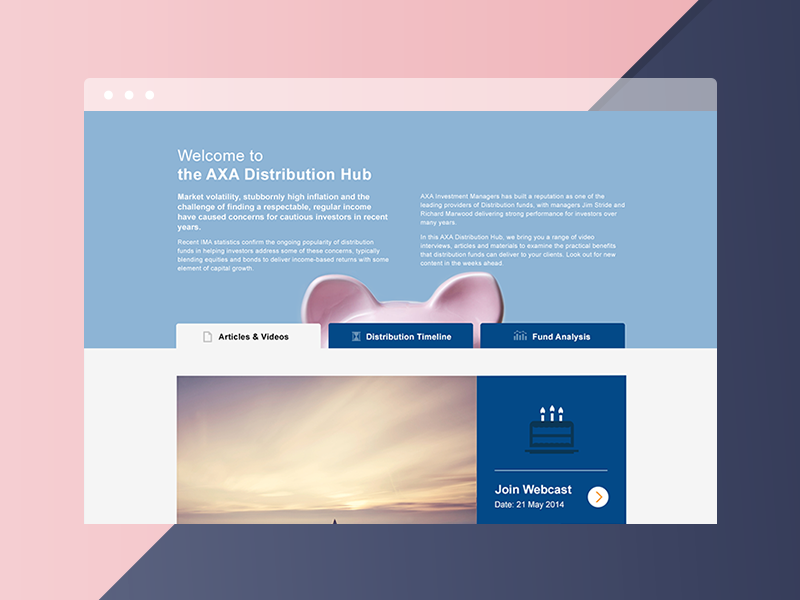 Welcome to
the AXA Distribution Hub
Market volatility, stubbornly high inflation and the
challenge of finding a respectable, regular income
have caused concerns for cautious investors in recent
years.
Recent IMA statistics confirm the ongoing popularity of distribution
funds in helping investors address some of these concerns, typically
blending equities and bonds to deliver income-based returns with some
element of capital growth.
AXA Investment Managers has built a reputation as one of the
leading providers of Distribution funds, with managers Jim Stride and
Richard Marwood delivering strong performance for investors over
many years.
In this AXA Distribution Hub, we bring you a range of video
interviews, articles and materials to examine the practical benefits
that distribution funds can deliver to your clients. Look out for new
content in the weeks ahead.
Articles & Videos
Distribution Timeline
Fund Analysis
Join Webcast
Date: 21 May 2014